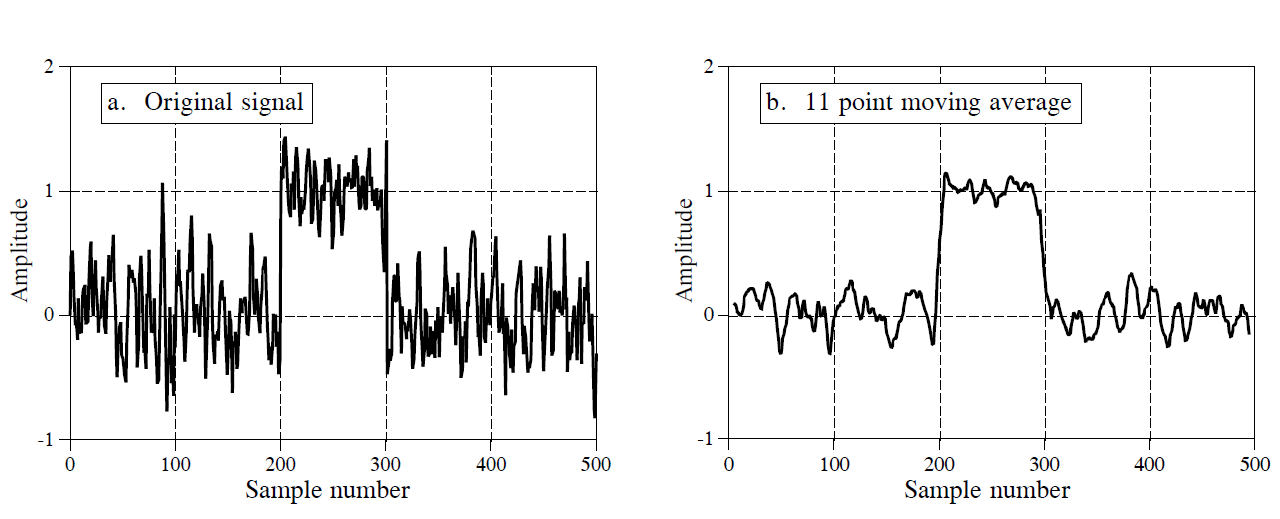 a. Original signal
2
1
0
-1
Amplitude
0 100 200 300 400 500
Sample number
b. 11 point moving average
2
1
0
-1
Amplitude
0 100 200 300 400 500
Sample number